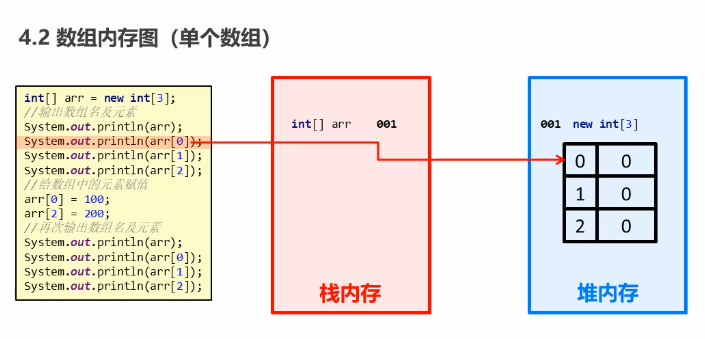 4.2 数组内存图（单个数组）
int[] arr = new int[3];
//输出数组名及元素
System.out.println(arr);
System.out.println(arr[0]);
System.out.println(arr[1]);
System.out.println(arr[2]);
//给数组中的元素赋值
arr[0] = 100;
arr[2] = 200;
//再次输出数组名及元素
System.out.println(arr);
System.out.println(arr[0]);
System.out.println(arr[1]);
System.out.println(arr[2]);
int[] arr 001
栈内存
001 new int[3]
0 0
1 0
2 0
堆内存